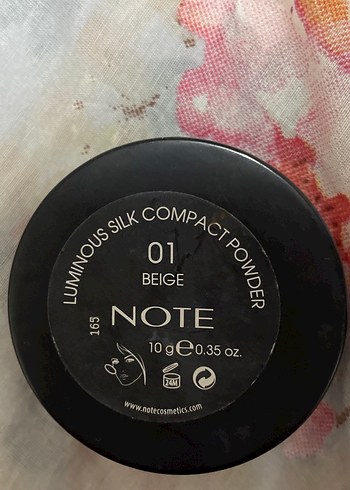 LUMINOUS SILK COMPACT POWDER
01
BEIGE
165
NOTE
10 g e 0.35 oz.
24M
www.notecosmetics.com